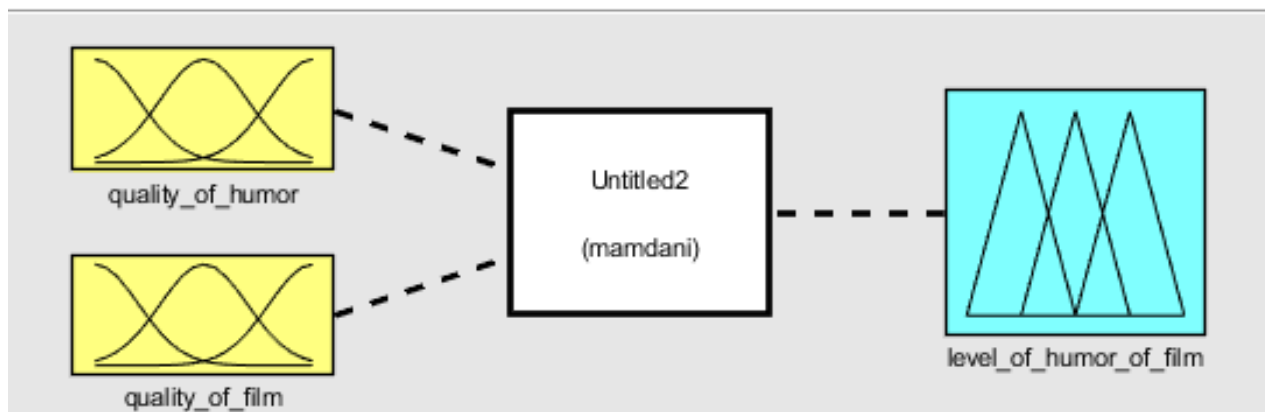 quality_of_humor
quality_of_film
Untitled2
(mamdani)
level_of_humor_of_film